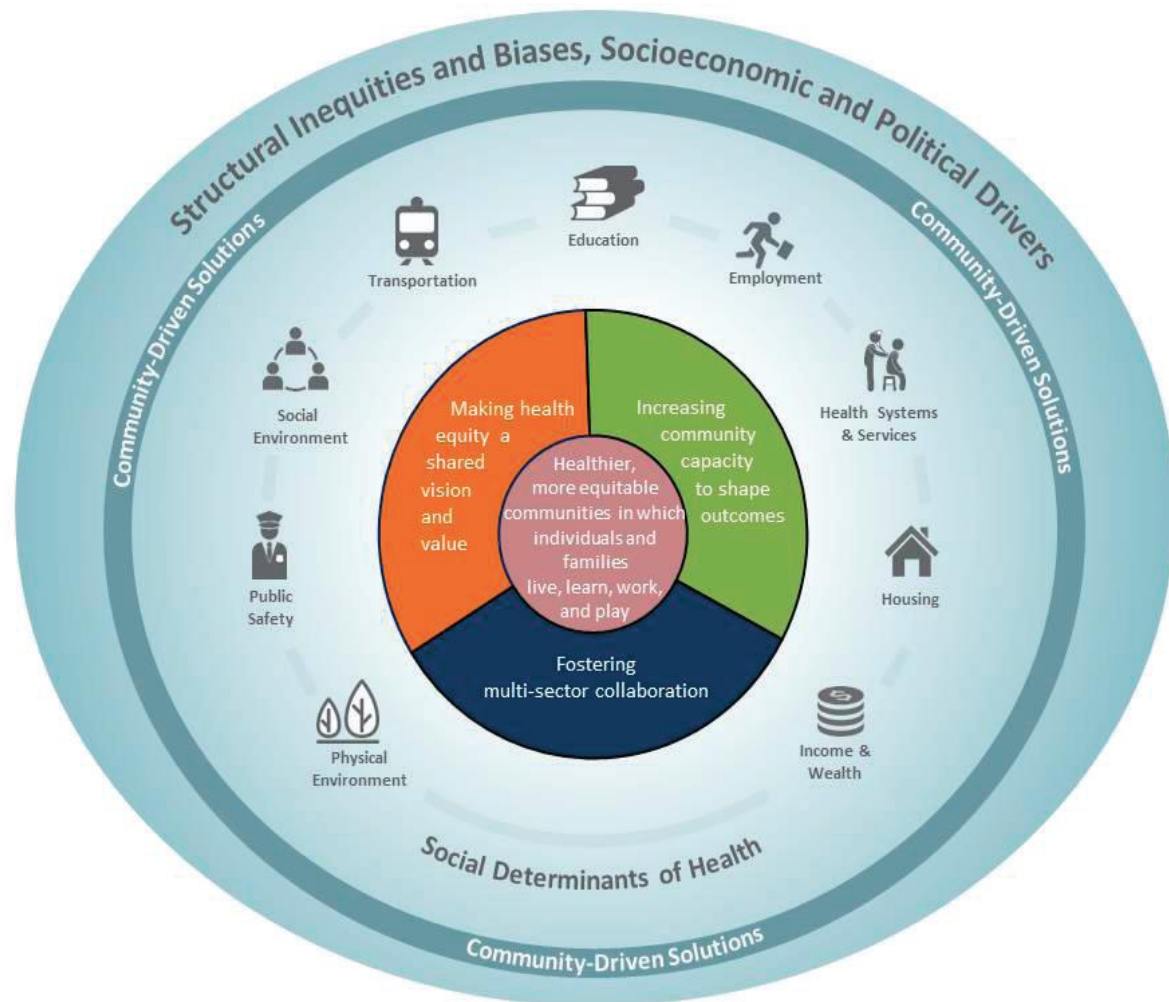 Structural Inequities and Biases, Socioeconomic and Political Drivers
Community-Driven Solutions
Community-Driven Solutions
Education
Transportation
Employment
Social
Environment
Health Systems
& Services
Public
Safety
Housing
Physical
Environment
Income &
Wealth
Making health
equity a
shared
vision
and
value
Increasing
community
capacity
to shape
outcomes
Healthier,
more equitable
communities in which
individuals and
families
live, learn, work,
and play
Fostering
multi-sector collaboration
Social Determinants of Health
Community-Driven Solutions